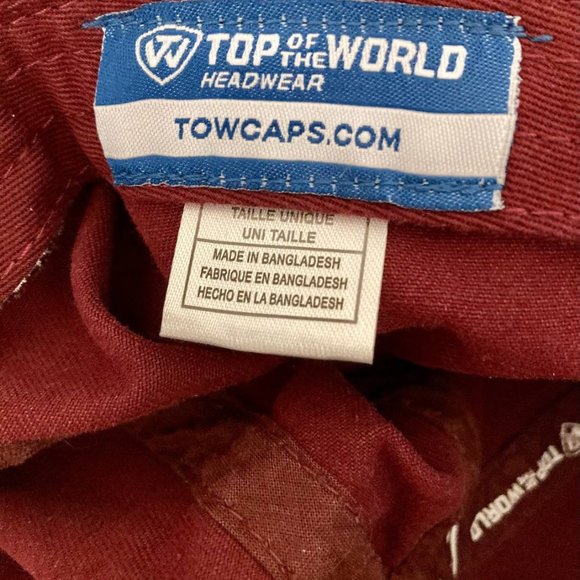 TW TOP OF THE WORLD
HEADWEAR
TOWCAPS.COM
TAILLE UNIQUE
UNI TAILLE
MADE IN BANGLADESH
FABRIQUE EN BANGLADESH
HECHO EN LA BANGLADESH
TOP OF THE WORLD